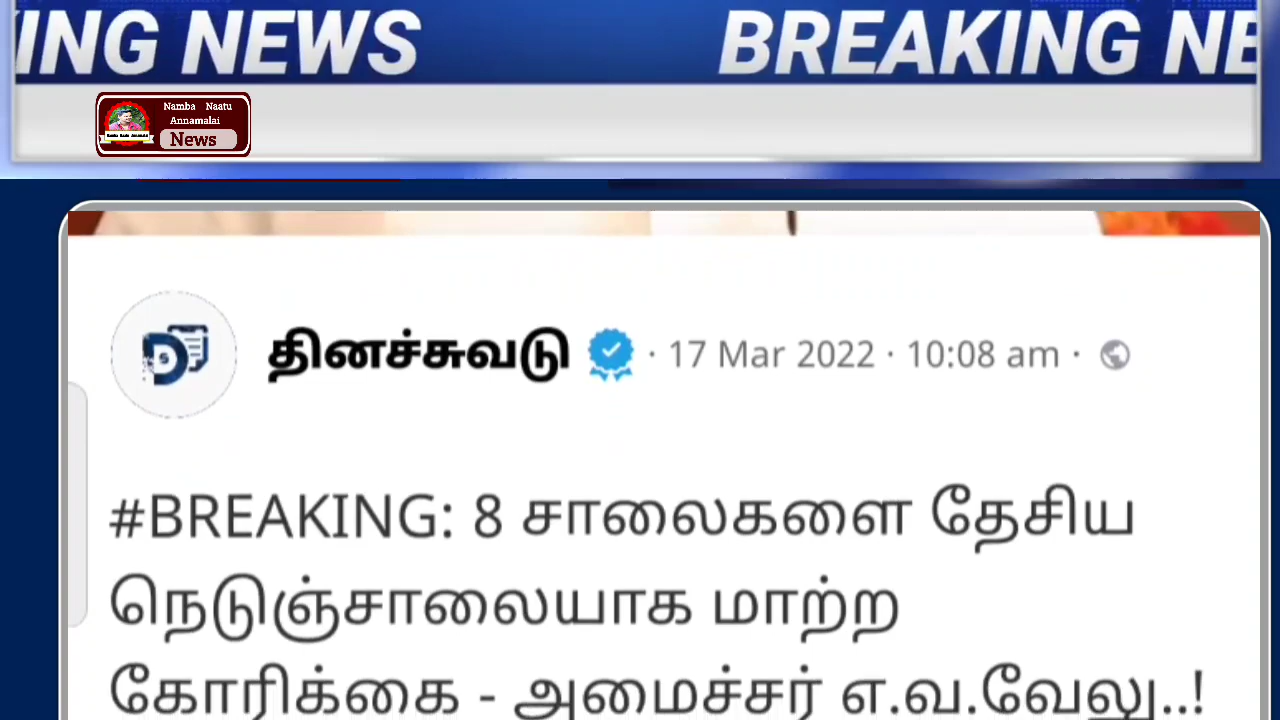 ING NEWS BREAKING NE
Namba Naatu
Annamalai
News
தினச்சுவடு · 17 Mar 2022 · 10:08 am ·
#BREAKING: 8 சாலைகளை தேசிய
நெடுஞ்சாலையாக மாற்ற
கோரிக்கை - அமைச்சர் எ.வ.வேலு..!